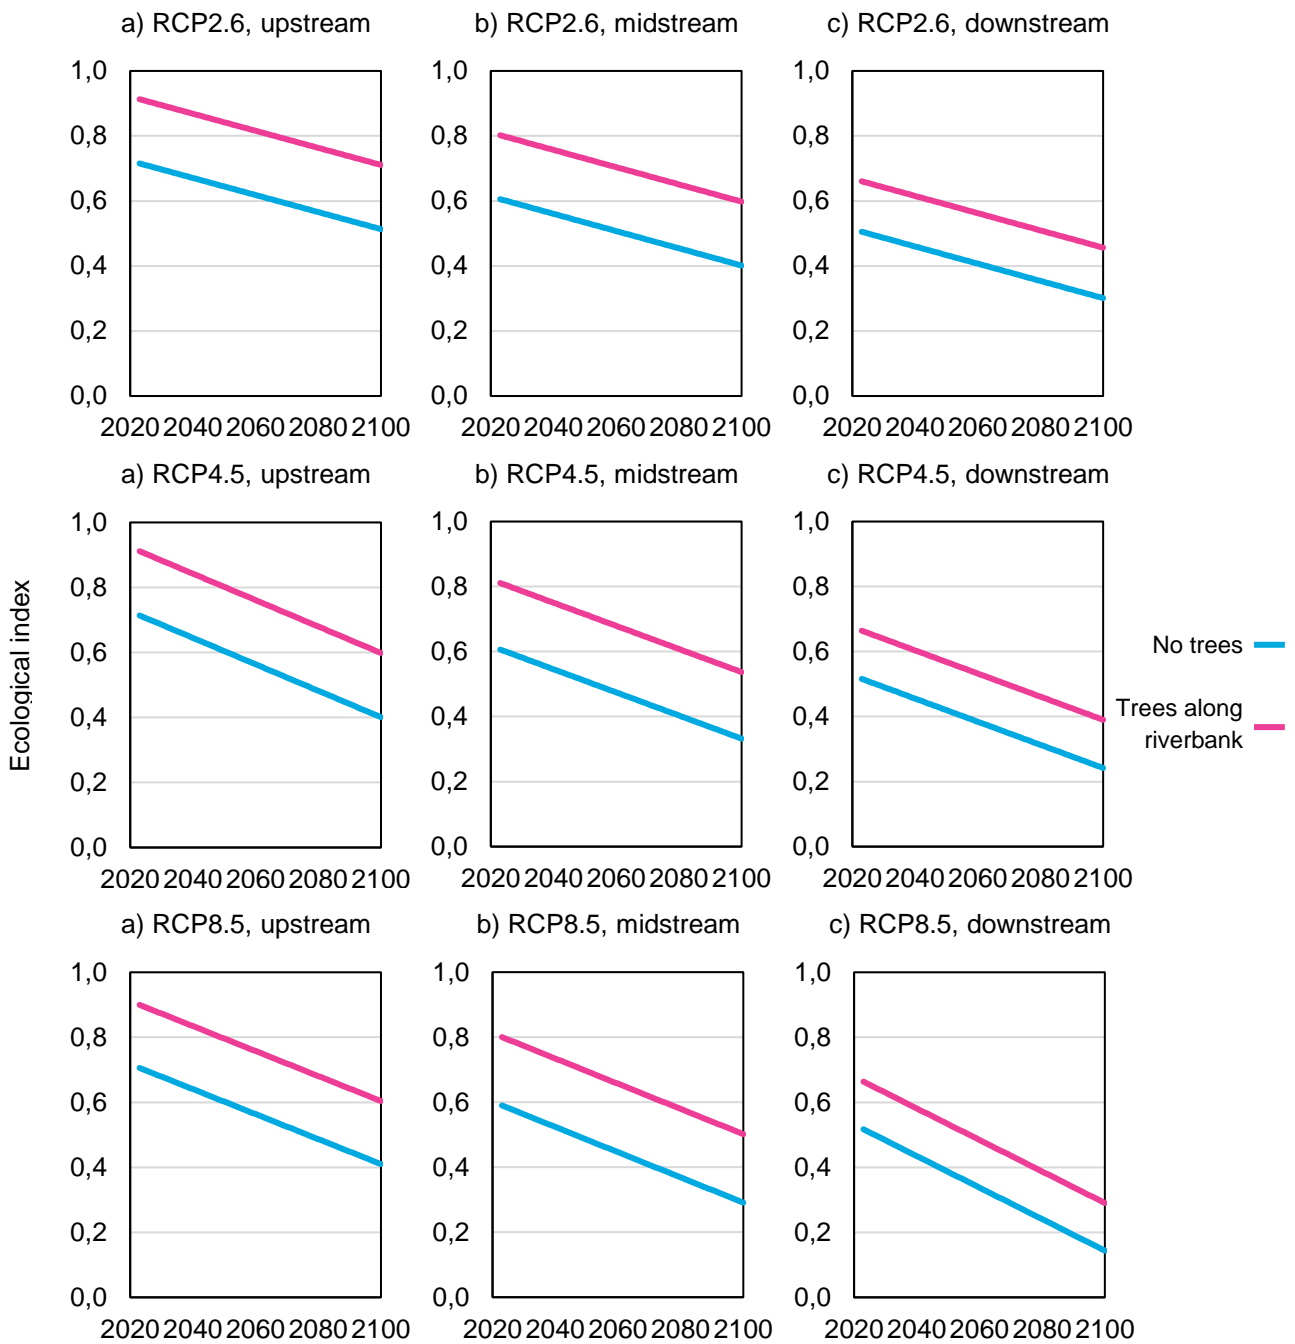 a) RCP2.6, upstream
b) RCP2.6, midstream
c) RCP2.6, downstream
1,0
0,8
0,6
0,4
0,2
0,0
2020 2040 2060 2080 2100
1,0
0,8
0,6
0,4
0,2
0,0
2020 2040 2060 2080 2100
1,0
0,8
0,6
0,4
0,2
0,0
2020 2040 2060 2080 2100
a) RCP4.5, upstream
b) RCP4.5, midstream
c) RCP4.5, downstream
Ecological index
1,0
0,8
0,6
0,4
0,2
0,0
2020 2040 2060 2080 2100
1,0
0,8
0,6
0,4
0,2
0,0
2020 2040 2060 2080 2100
1,0
0,8
0,6
0,4
0,2
0,0
2020 2040 2060 2080 2100
No trees
Trees along
riverbank
a) RCP8.5, upstream
b) RCP8.5, midstream
c) RCP8.5, downstream
1,0
0,8
0,6
0,4
0,2
0,0
2020 2040 2060 2080 2100
1,0
0,8
0,6
0,4
0,2
0,0
2020 2040 2060 2080 2100
1,0
0,8
0,6
0,4
0,2
0,0
2020 2040 2060 2080 2100